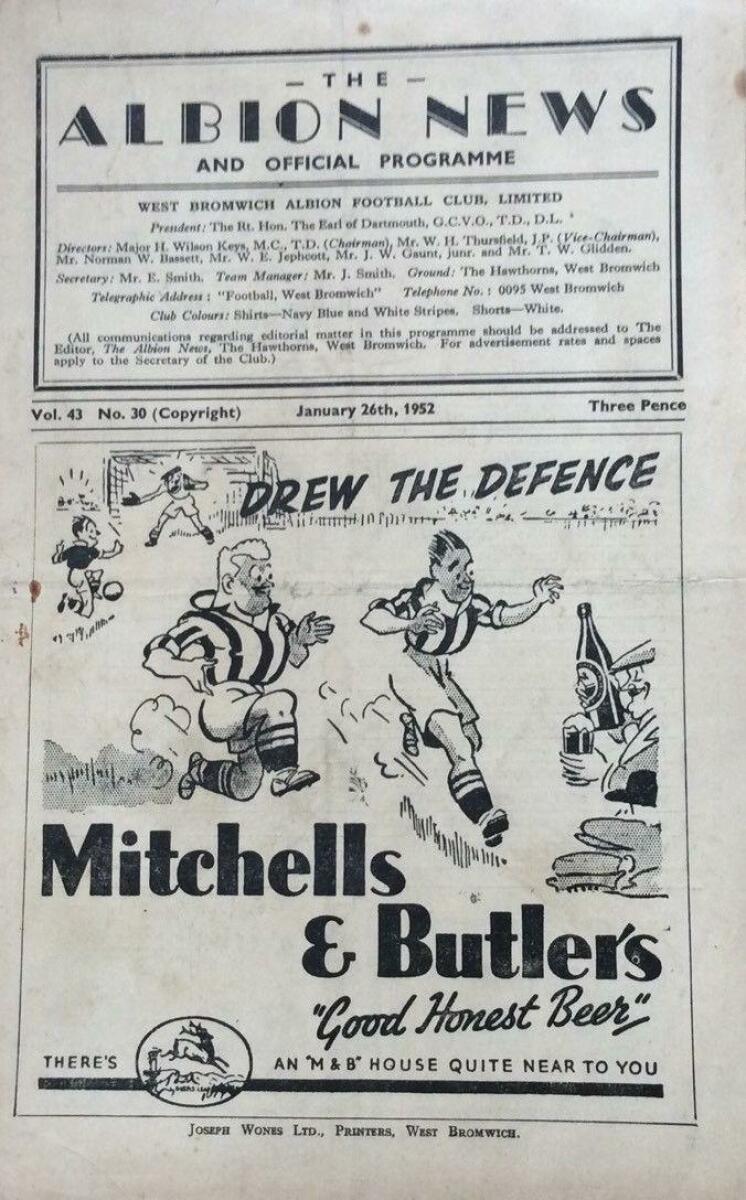 — THE —
ALBION NEWS
AND OFFICIAL PROGRAMME
WEST BROMWICH ALBION FOOTBALL CLUB, LIMITED
President: The Rt. Hon. The Earl of Dartmouth, G.C.V.O., T.D., D.L.
Directors: Major H. Wilson Keys, M.C., T.D. (Chairman), Mr. W. H. Thursfield, J.P. (Vice-Chairman),
Mr. Norman W. Bassett, Mr. W. E. Jephcott, Mr. J. W. Gaunt, junr. and Mr. T. W. Glidden.
Secretary: Mr. E. Smith. Team Manager: Mr. J. Smith. Ground: The Hawthorns, West Bromwich
Telegraphic Address: "Football, West Bromwich" Telephone No.: 0095 West Bromwich
Club Colours: Shirts—Navy Blue and White Stripes. Shorts—White.
(All communications regarding editorial matter in this programme should be addressed to The
Editor, The Albion News, The Hawthorns, West Bromwich. For advertisement rates and spaces
apply to the Secretary of the Club.)
Vol. 43 No. 30 (Copyright) January 26th, 1952 Three Pence
DREW THE DEFENCE
Mitchells
& Butler's
"Good Honest Beer"
THERE'S AN "M & B" HOUSE QUITE NEAR TO YOU
JOSEPH WONES LTD., PRINTERS, WEST BROMWICH.